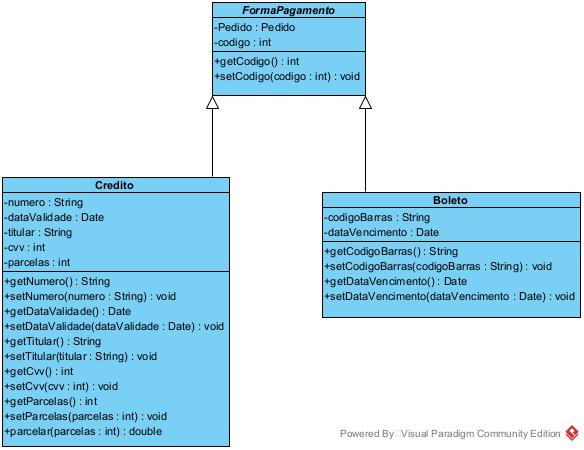 FormaPagamento
-Pedido : Pedido
-codigo : int
+getCodigo() : int
+setCodigo(codigo : int) : void
Credito
-numero : String
-dataValidade : Date
-titular : String
-cvv : int
-parcelas : int
+getNumero() : String
+setNumero(numero : String) : void
+getDataValidade() : Date
+setDataValidade(dataValidade : Date) : void
+getTitular() : String
+setTitular(titular : String) : void
+getCvv() : int
+setCvv(cvv : int) : void
+getParcelas() : int
+setParcelas(parcelas : int) : void
+parcelar(parcelas : int) : double
Boleto
-codigoBarras : String
-dataVencimento : Date
+getCodigoBarras() : String
+setCodigoBarras(codigoBarras : String) : void
+getDataVencimento() : Date
+setDataVencimento(dataVencimento : Date) : void
Powered By Visual Paradigm Community Edition